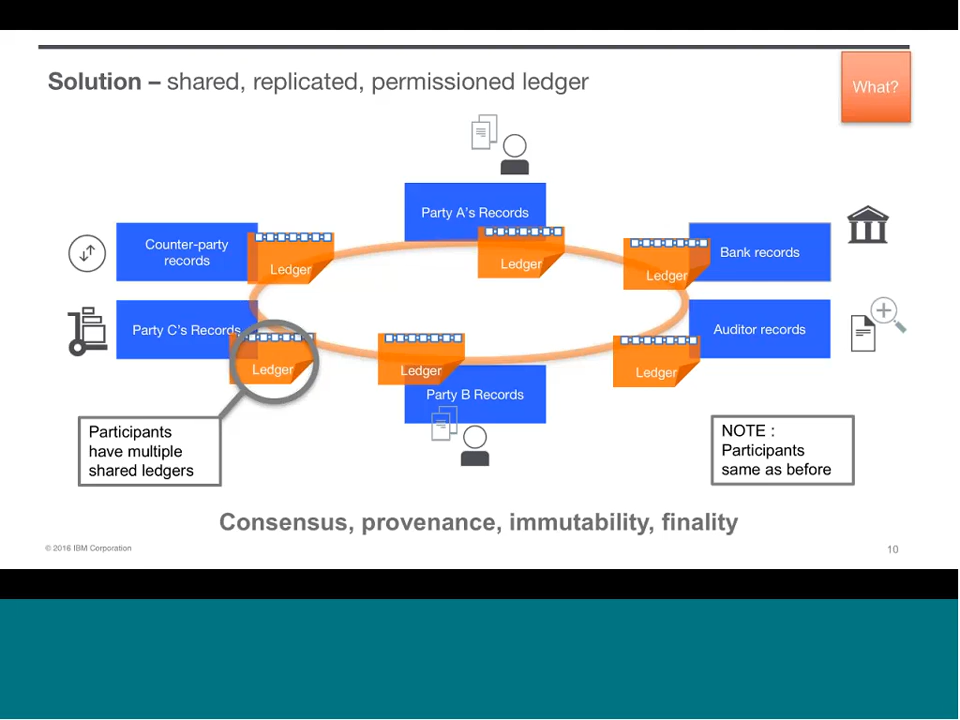 Solution – shared, replicated, permissioned ledger
What?
Party A's Records
Counter-party
records
Bank records
Ledger
Ledger
Ledger
Party C's Records
Auditor records
Ledger
Ledger
Ledger
Party B Records
Participants
have multiple
shared ledgers
NOTE :
Participants
same as before
Consensus, provenance, immutability, finality
© 2016 IBM Corporation
10